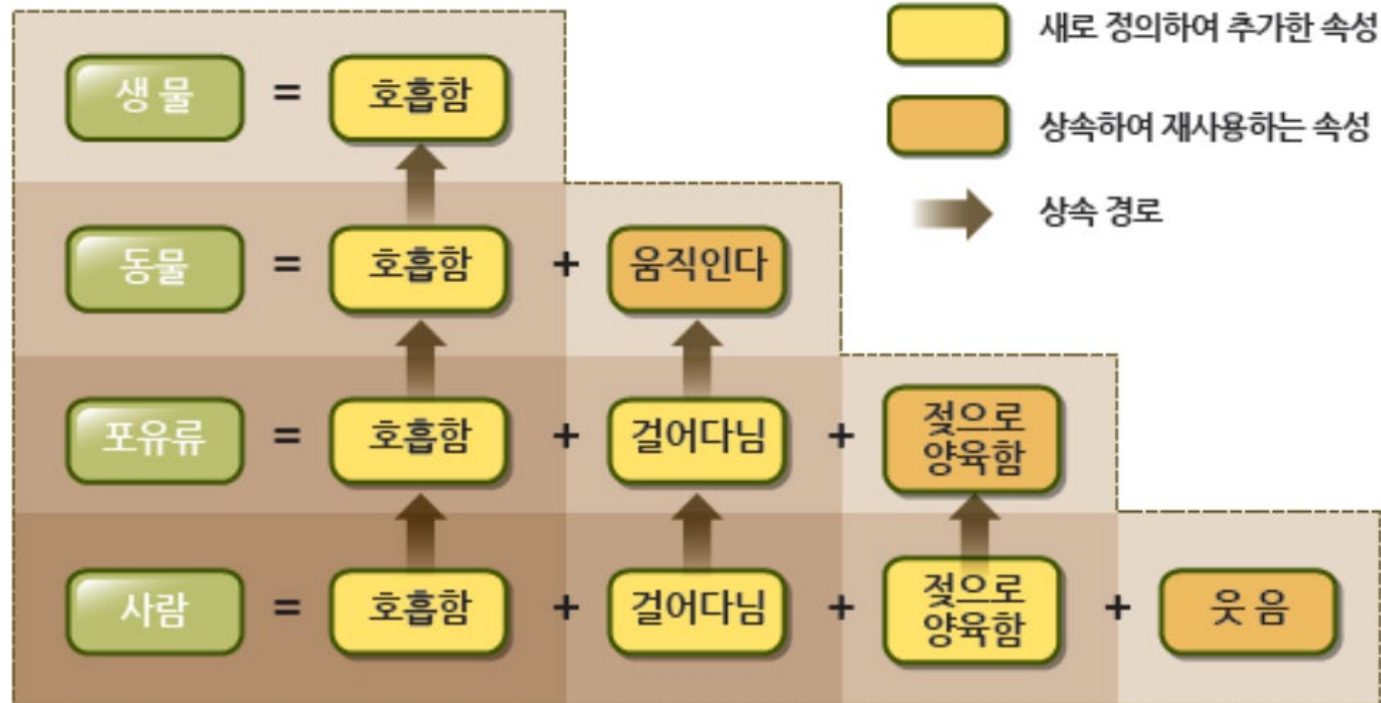 새로 정의하여 추가한 속성
상속하여 재사용하는 속성
상속 경로
생 물 = 호흡함
동물 = 호흡함 + 움직인다
포유류 = 호흡함 + 걸어다님 + 젖으로
양육함
사람 = 호흡함 + 걸어다님 + 젖으로
양육함 + 웃 음